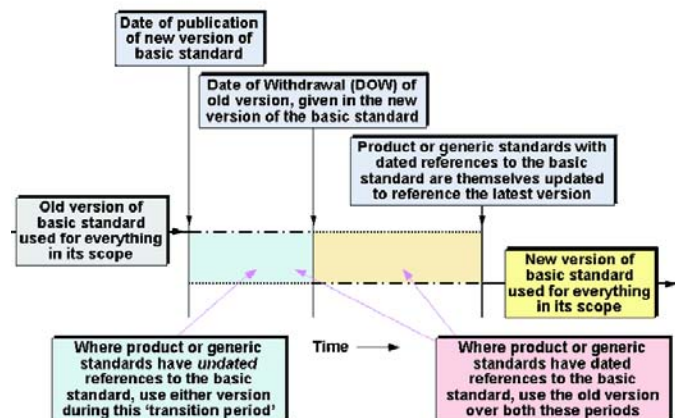 Date of publication
of new version of
basic standard
Date of Withdrawal (DOW) of
old version, given in the new
version of the basic standard
Product or generic standards with
dated references to the basic
standard are themselves updated
to reference the latest version
Old version of
basic standard
used for everything
in its scope
New version of
basic standard
used for everything
in its scope
Where product or generic
standards have undated
references to the basic
standard, use either version
during this ‘transition period’
Time
Where product or generic
standards have dated
references to the basic
standard, use the old version
over both these periods